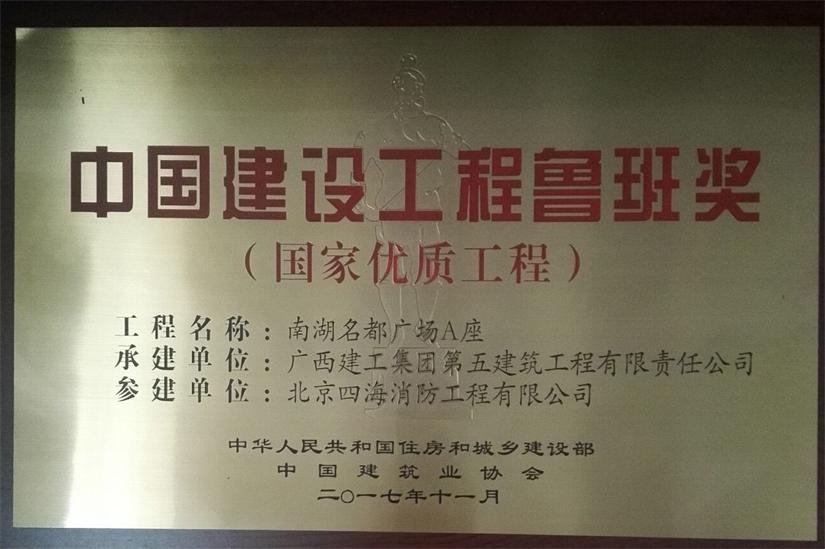 中国建设工程鲁班奖
（国家优质工程）
工程名称：南湖名都广场A座
承建单位：广西建工集团第五建筑工程有限责任公司
参建单位：北京四海消防工程有限公司
中华人民共和国住房和城乡建设部
中国建筑业协会
二〇一七年十一月